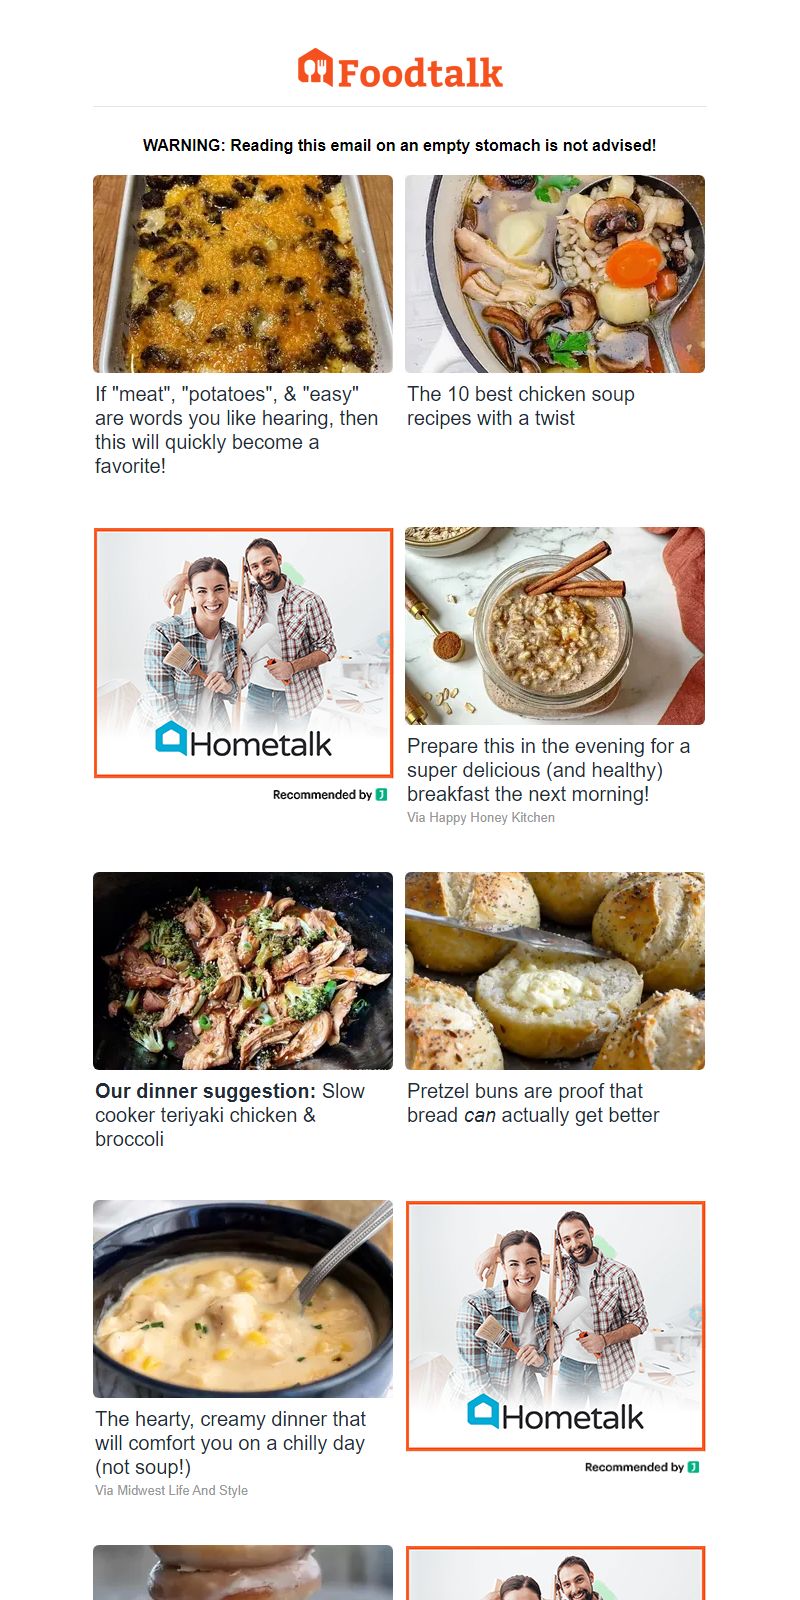 Foodtalk
WARNING: Reading this email on an empty stomach is not advised!
If "meat", "potatoes", & "easy"
are words you like hearing, then
this will quickly become a
favorite!
The 10 best chicken soup
recipes with a twist
Hometalk
Recommended by
Prepare this in the evening for a
super delicious (and healthy)
breakfast the next morning!
Via Happy Honey Kitchen
Our dinner suggestion: Slow
cooker teriyaki chicken &
broccoli
Pretzel buns are proof that
bread can actually get better
The hearty, creamy dinner that
will comfort you on a chilly day
(not soup!)
Via Midwest Life And Style
Hometalk
Recommended by